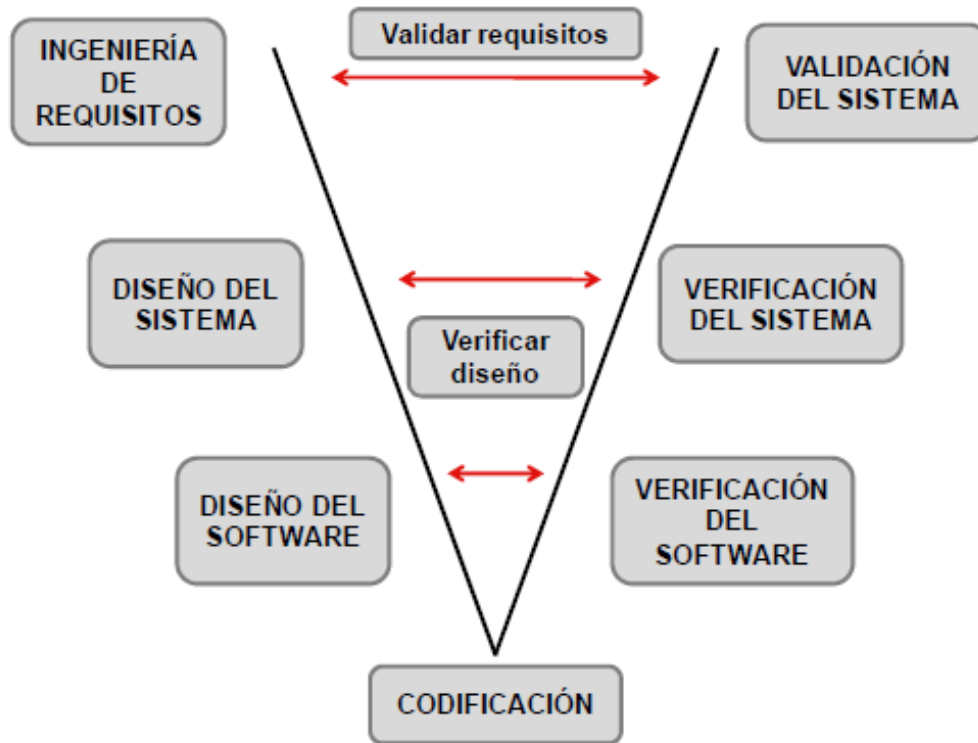 INGENIERÍA
DE
REQUISITOS
Validar requisitos
VALIDACIÓN
DEL SISTEMA
DISEÑO DEL
SISTEMA
VERIFICACIÓN
DEL SISTEMA
Verificar
diseño
DISEÑO DEL
SOFTWARE
VERIFICACIÓN
DEL
SOFTWARE
CODIFICACIÓN